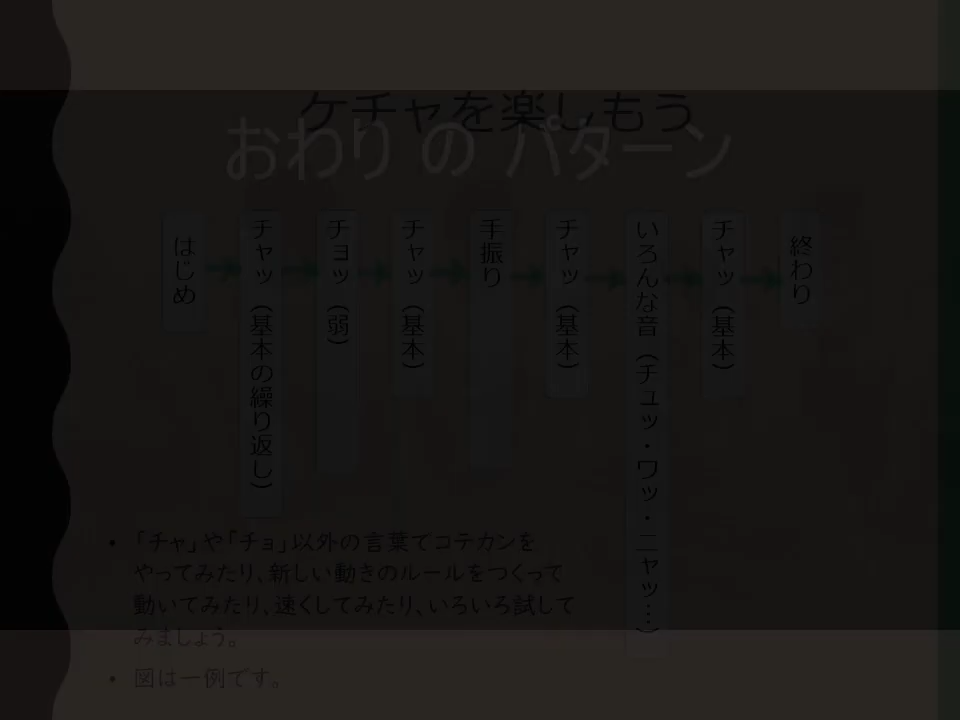 ケチャを楽しもう
おわり の パターン
はじめ
チャッ（基本の繰り返し）
チョッ（弱）
チャッ（基本）
手振り
チャッ（基本）
いろんな音（チュッ・ワッ・ニャッ…）
チャッ（基本）
終わり
• 「チャ」や「チョ」以外の言葉でコテカンを
やってみたり、新しい動きのルールをつくって
動いてみたり、速くしてみたり、いろいろ試して
みましょう。
• 図は一例です。